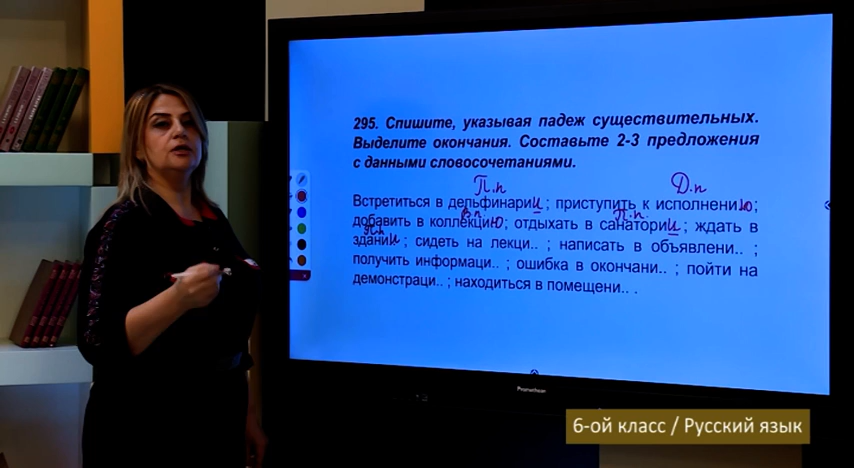 295. Спишите, указывая падеж существительных.
Выделите окончания. Составьте 2-3 предложения
с данными словосочетаниями.
П.п Д.п
Встретиться в дельфинарии ; приступить к исполнению;
В.п. П.п.
добавить в коллекцию; отдыхать в санатории ; ждать в
П.п
здании ; сидеть на лекци.. ; написать в объявлени.. ;
получить информаци.. ; ошибка в окончани.. ; пойти на
демонстраци.. ; находиться в помещени.. .
Promethean
6-ой класс / Русский язык